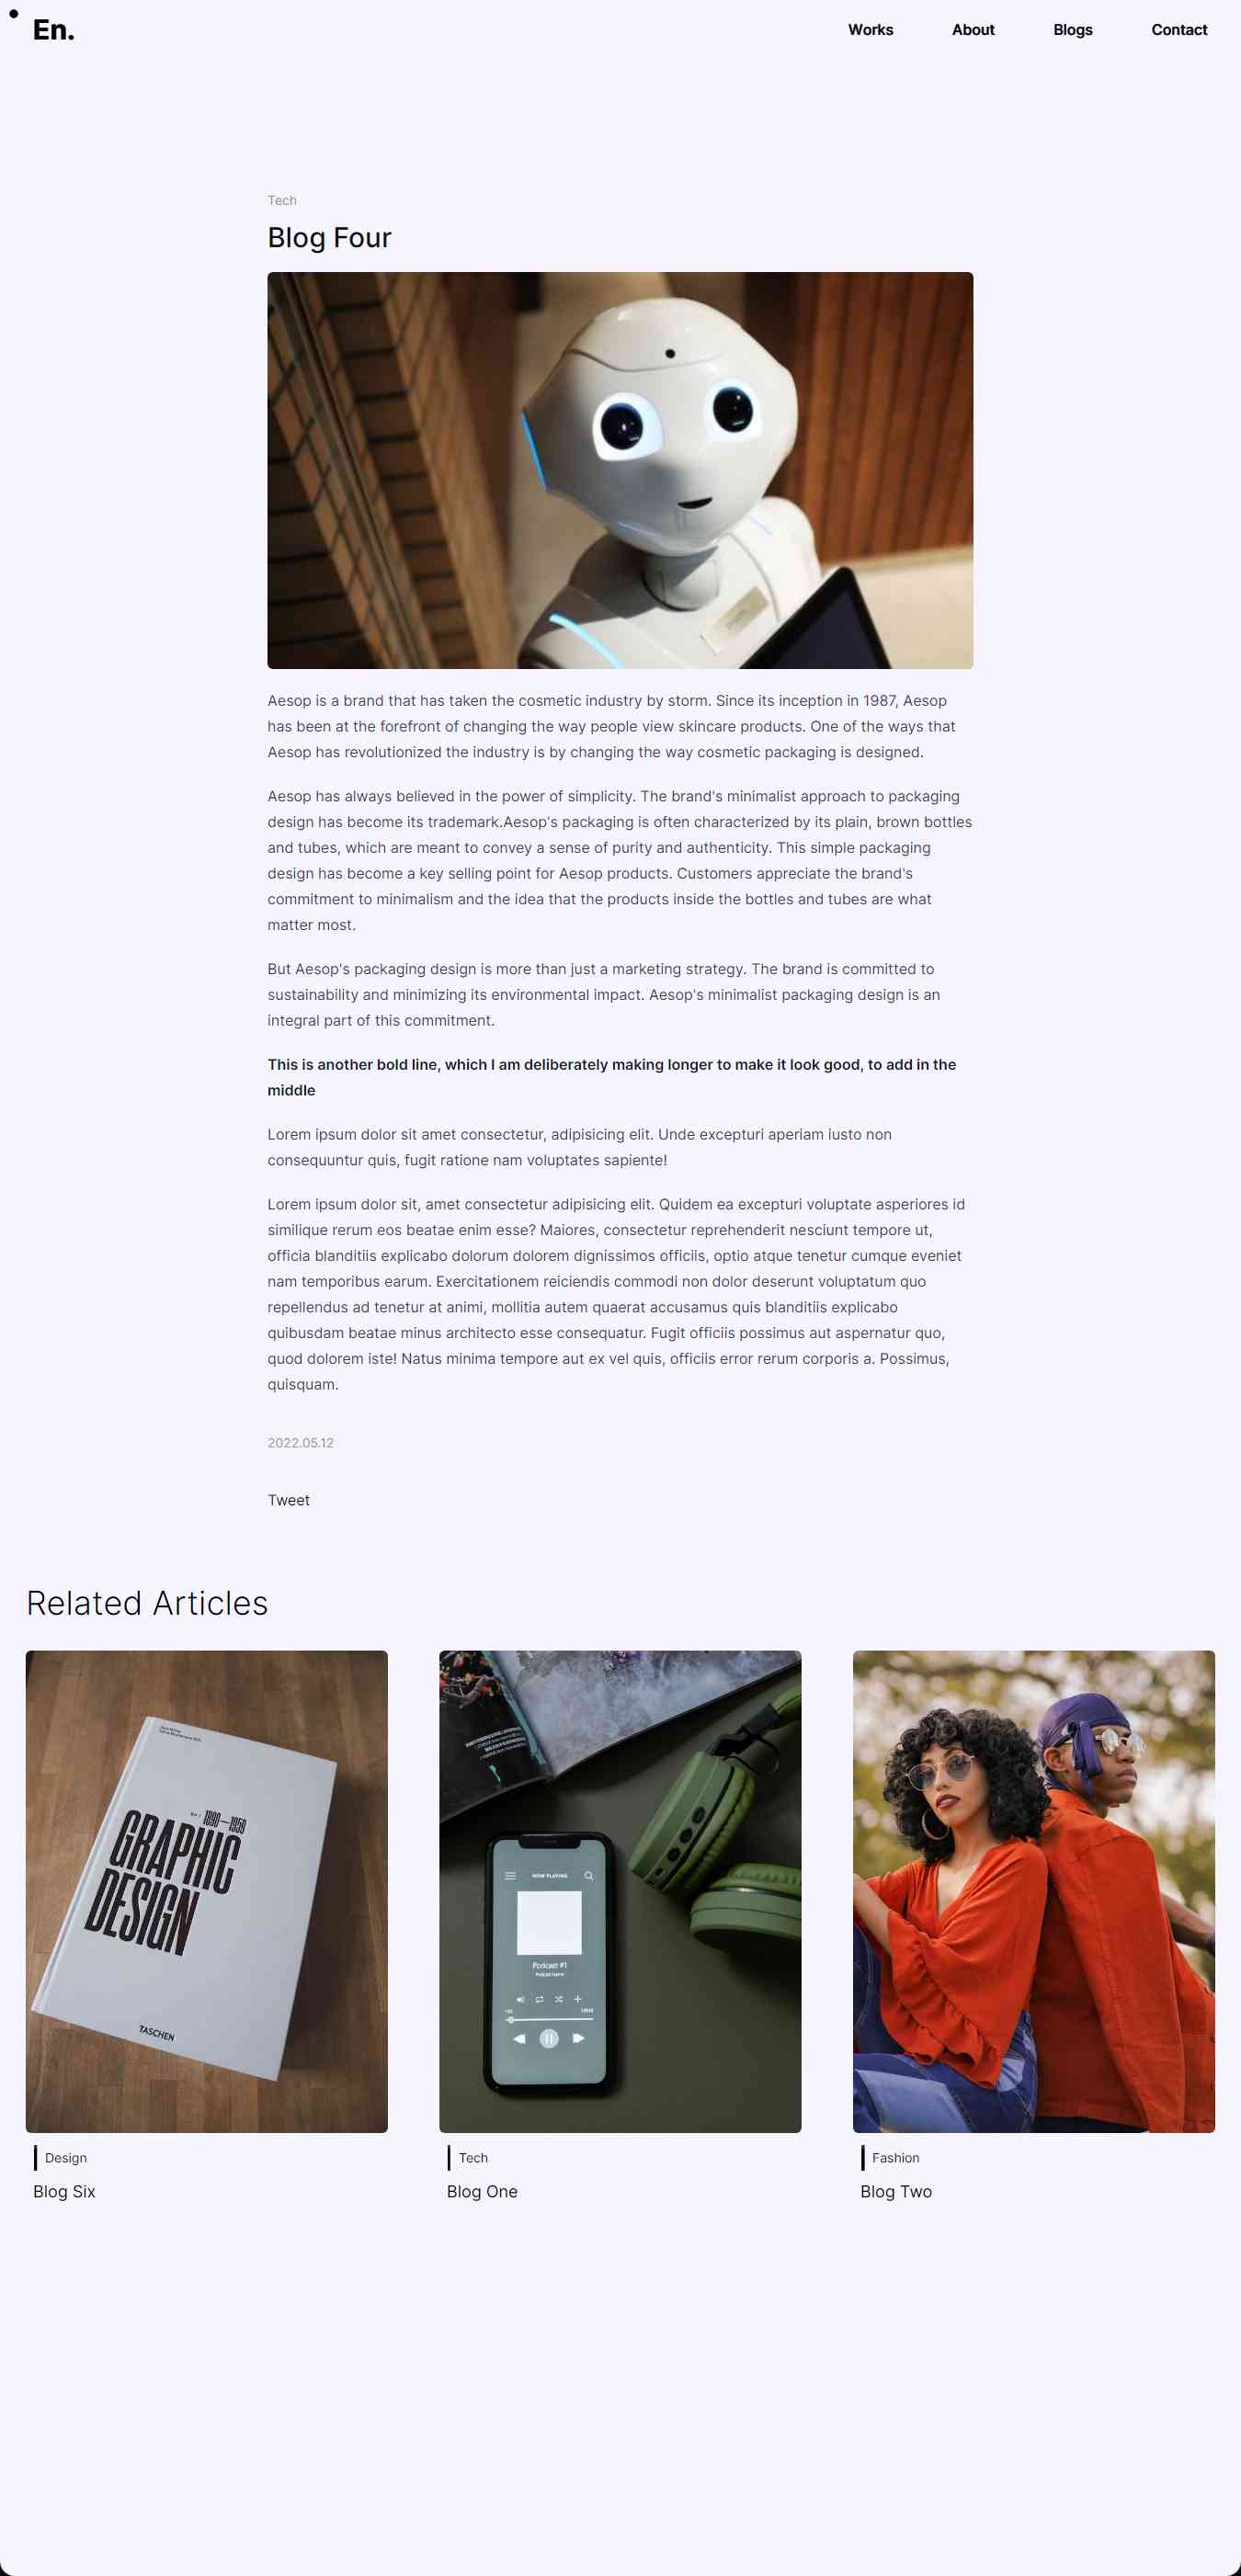 En.
Works About Blogs Contact
Tech
Blog Four
Aesop is a brand that has taken the cosmetic industry by storm. Since its inception in 1987, Aesop
has been at the forefront of changing the way people view skincare products. One of the ways that
Aesop has revolutionized the industry is by changing the way cosmetic packaging is designed.
Aesop has always believed in the power of simplicity. The brand's minimalist approach to packaging
design has become its trademark.Aesop's packaging is often characterized by its plain, brown bottles
and tubes, which are meant to convey a sense of purity and authenticity. This simple packaging
design has become a key selling point for Aesop products. Customers appreciate the brand's
commitment to minimalism and the idea that the products inside the bottles and tubes are what
matter most.
But Aesop's packaging design is more than just a marketing strategy. The brand is committed to
sustainability and minimizing its environmental impact. Aesop's minimalist packaging design is an
integral part of this commitment.
This is another bold line, which I am deliberately making longer to make it look good, to add in the
middle
Lorem ipsum dolor sit amet consectetur, adipisicing elit. Unde excepturi aperiam iusto non
consequuntur quis, fugit ratione nam voluptates sapiente!
Lorem ipsum dolor sit, amet consectetur adipisicing elit. Quidem ea excepturi voluptate asperiores id
similique rerum eos beatae enim esse? Maiores, consectetur reprehenderit nesciunt tempore ut,
officia blanditiis explicabo dolorum dolorem dignissimos officiis, optio atque tenetur cumque eveniet
nam temporibus earum. Exercitationem reiciendis commodi non dolor deserunt voluptatum quo
repellendus ad tenetur at animi, mollitia autem quaerat accusamus quis blanditiis explicabo
quibusdam beatae minus architecto esse consequatur. Fugit officiis possimus aut aspernatur quo,
quod dolorem iste! Natus minima tempore aut ex vel quis, officiis error rerum corporis a. Possimus,
quisquam.
2022.05.12
Tweet
Related Articles
1890—1959
GRAPHIC
DESIGN
TASCHEN
Design
Blog Six
NOW PLAYING
Podcast #1
Podcast Name
Tech
Blog One
Fashion
Blog Two